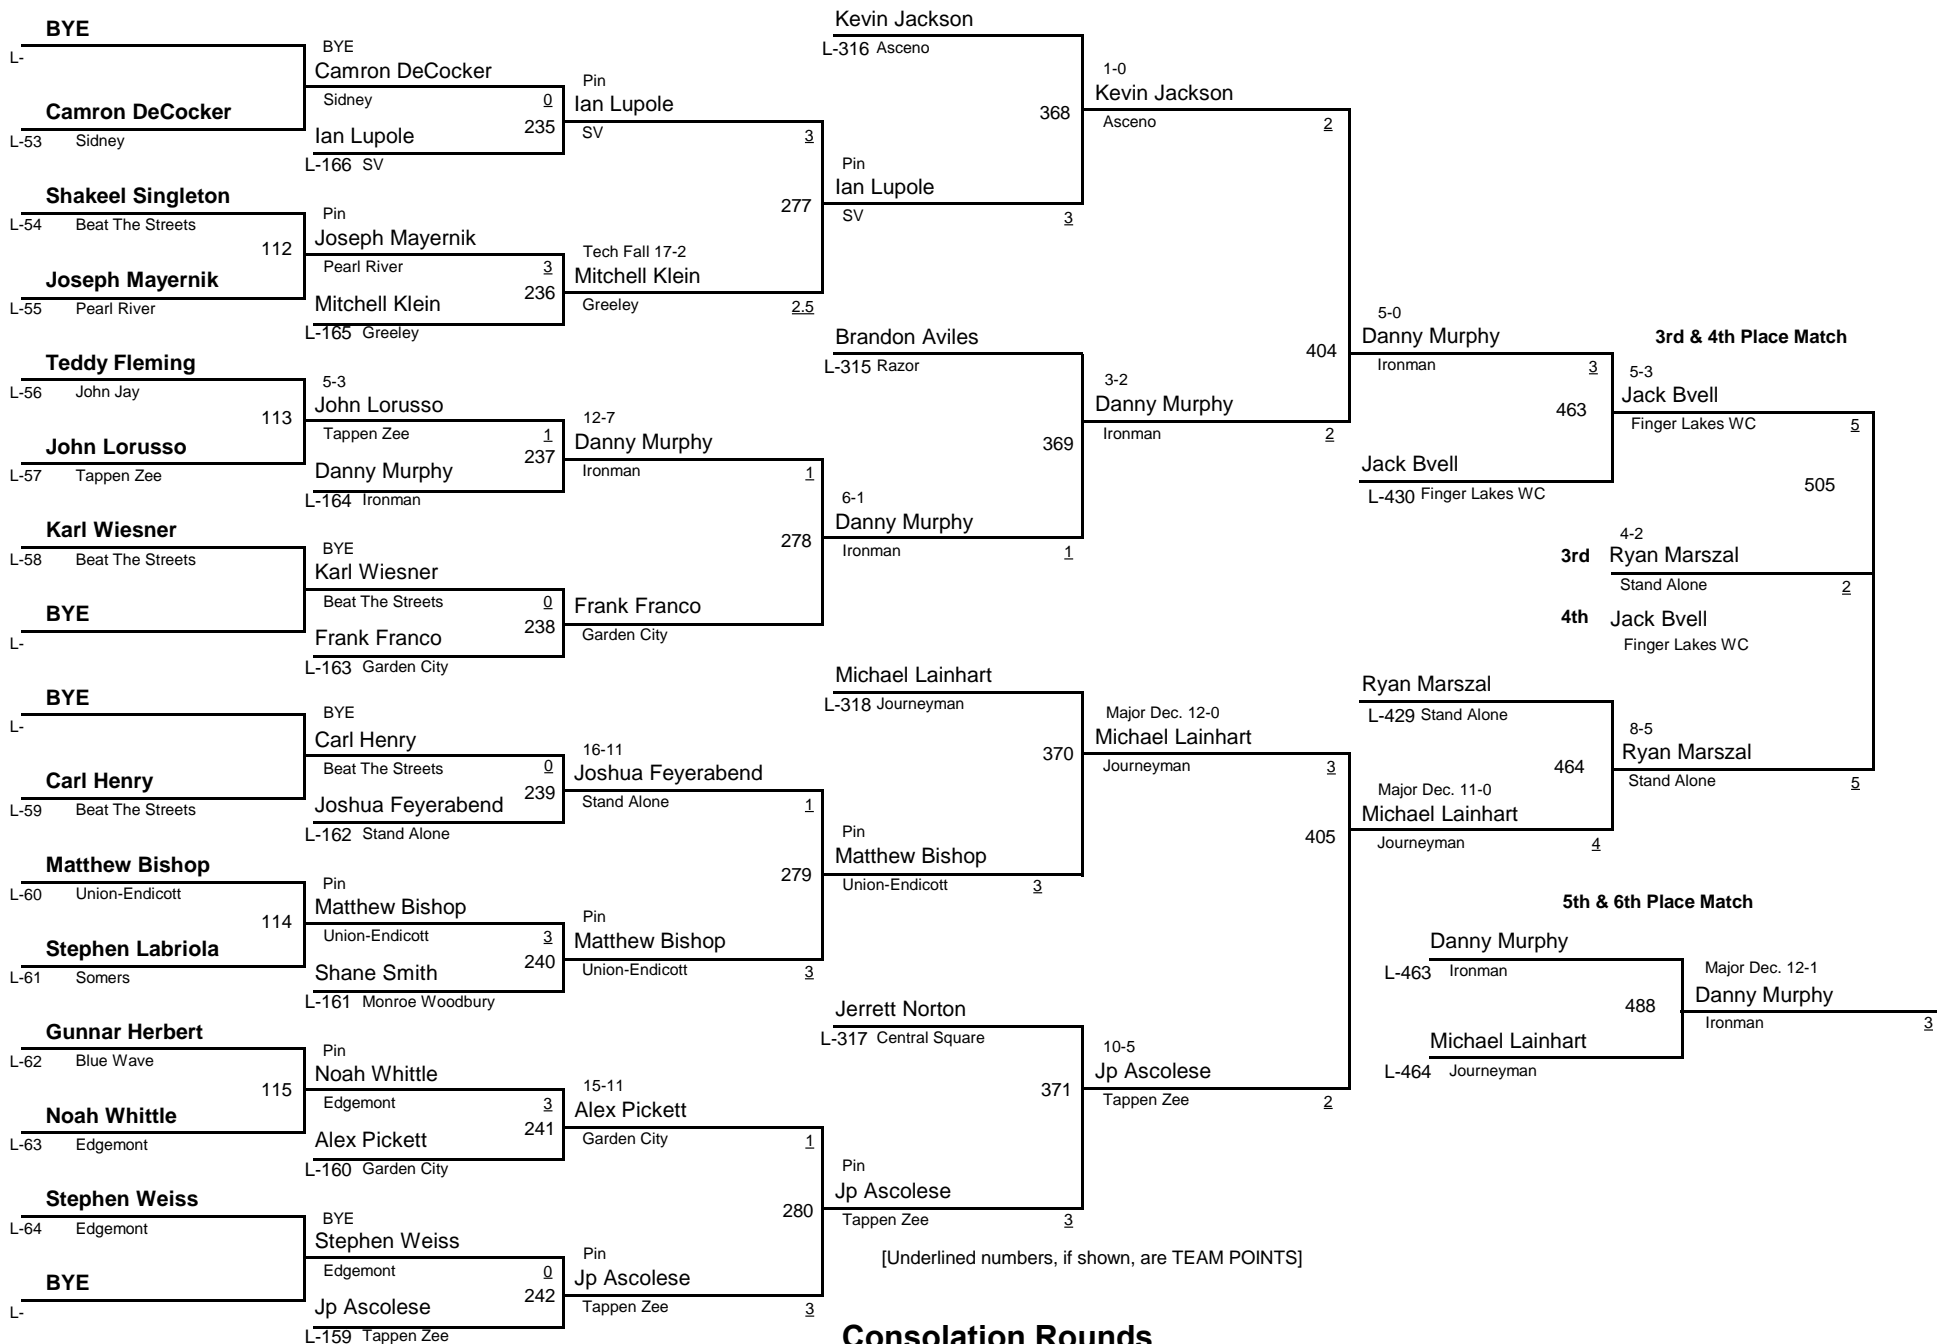 BYE
L-
Camron DeCocker
L-53 Sidney
Shakeel Singleton
L-54 Beat The Streets
112
Joseph Mayernik
L-55 Pearl River
Teddy Fleming
L-56 John Jay
113
John Lorusso
L-57 Tappen Zee
Karl Wiesner
L-58 Beat The Streets
BYE
L-
BYE
L-
Carl Henry
L-59 Beat The Streets
Matthew Bishop
L-60 Union-Endicott
114
Stephen Labriola
L-61 Somers
Gunnar Herbert
L-62 Blue Wave
115
Noah Whittle
L-63 Edgemont
Stephen Weiss
L-64 Edgemont
BYE
L-
BYE
Camron DeCocker
Sidney 0
235
Ian Lupole
L-166 SV
Pin
Joseph Mayernik
Pearl River 3
236
Mitchell Klein
L-165 Greeley
5-3
John Lorusso
Tappen Zee 1
237
Danny Murphy
L-164 Ironman
BYE
Karl Wiesner
Beat The Streets 0
238
Frank Franco
L-163 Garden City
BYE
Carl Henry
Beat The Streets 0
239
Joshua Feyerabend
L-162 Stand Alone
Pin
Matthew Bishop
Union-Endicott 3
240
Shane Smith
L-161 Monroe Woodbury
Pin
Noah Whittle
Edgemont 3
241
Alex Pickett
L-160 Garden City
BYE
Stephen Weiss
Edgemont 0
242
Jp Ascolese
L-159 Tappen Zee
Pin
Ian Lupole
SV 3
277
Tech Fall 17-2
Mitchell Klein
Greeley 2.5
12-7
Danny Murphy
Ironman 1
278
Frank Franco
Garden City
16-11
Joshua Feyerabend
Stand Alone 1
279
Pin
Matthew Bishop
Union-Endicott 3
15-11
Alex Pickett
Garden City 1
280
Pin
Jp Ascolese
Tappen Zee 3
Kevin Jackson
L-316 Asceno
368
Pin
Ian Lupole
SV 3
Brandon Aviles
L-315 Razor
369
6-1
Danny Murphy
Ironman 1
Michael Lainhart
L-318 Journeyman
370
Pin
Matthew Bishop
Union-Endicott 3
Jerrett Norton
L-317 Central Square
371
Pin
Jp Ascolese
Tappen Zee 3
1-0
Kevin Jackson
Asceno 2
404
3-2
Danny Murphy
Ironman 2
Major Dec. 12-0
Michael Lainhart
Journeyman 3
405
10-5
Jp Ascolese
Tappen Zee 2
5-0
Danny Murphy
Ironman 3
463
Jack Bvell
L-430 Finger Lakes WC
Ryan Marszal
L-429 Stand Alone
464
Major Dec. 11-0
Michael Lainhart
Journeyman 4
3rd & 4th Place Match
5-3
Jack Bvell
Finger Lakes WC 5
505
4-2
3rd Ryan Marszal
Stand Alone 2
4th Jack Bvell
Finger Lakes WC
8-5
Ryan Marszal
Stand Alone 5
5th & 6th Place Match
Danny Murphy
L-463 Ironman
488
Michael Lainhart
L-464 Journeyman
Major Dec. 12-1
Danny Murphy
Ironman 3
[Underlined numbers, if shown, are TEAM POINTS]
Consolation Rounds